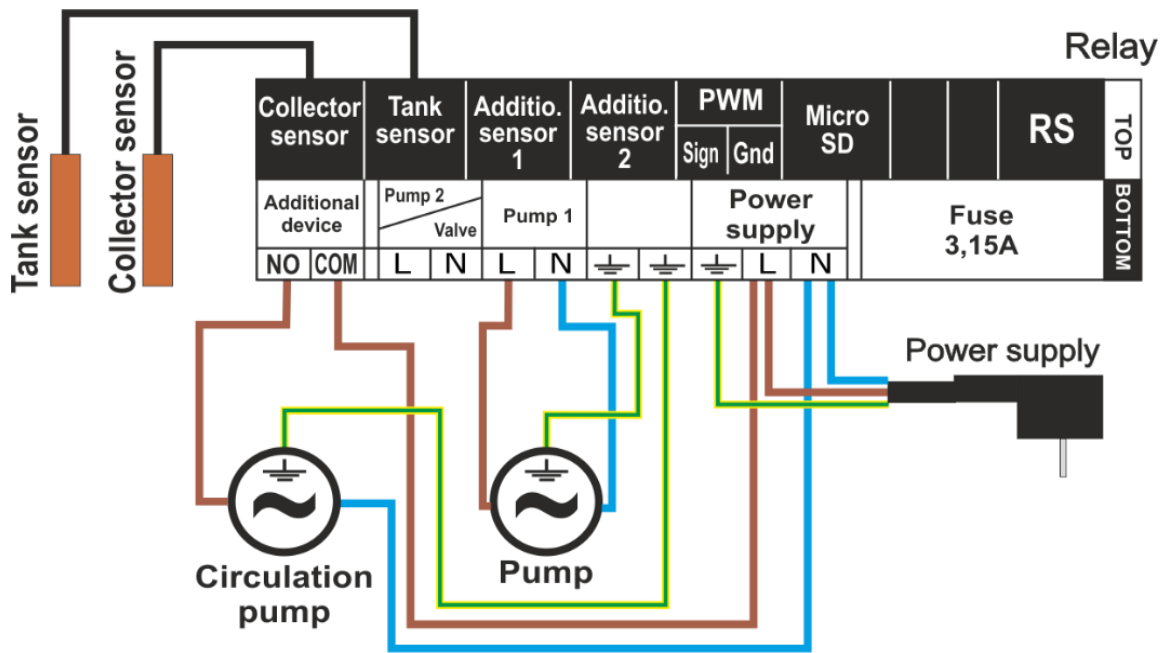 Relay
Tank sensor
Collector sensor
Collector
sensor
Tank
sensor
Additio.
sensor
1
Additio.
sensor
2
PWM
Sign
Gnd
Micro
SD
RS
TOP
Additional
device
Pump 2
Valve
Pump 1
Power
supply
Fuse
3,15A
BOTTOM
NO
COM
L
N
L
N
L
N
Power supply
Circulation
pump
Pump